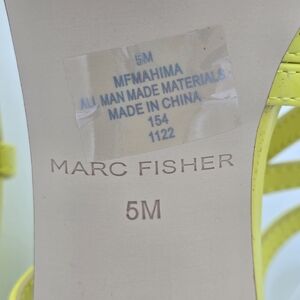 5M
MFMAHIMA
ALL MAN MADE MATERIALS
MADE IN CHINA
154
1122
MARC FISHER
5M